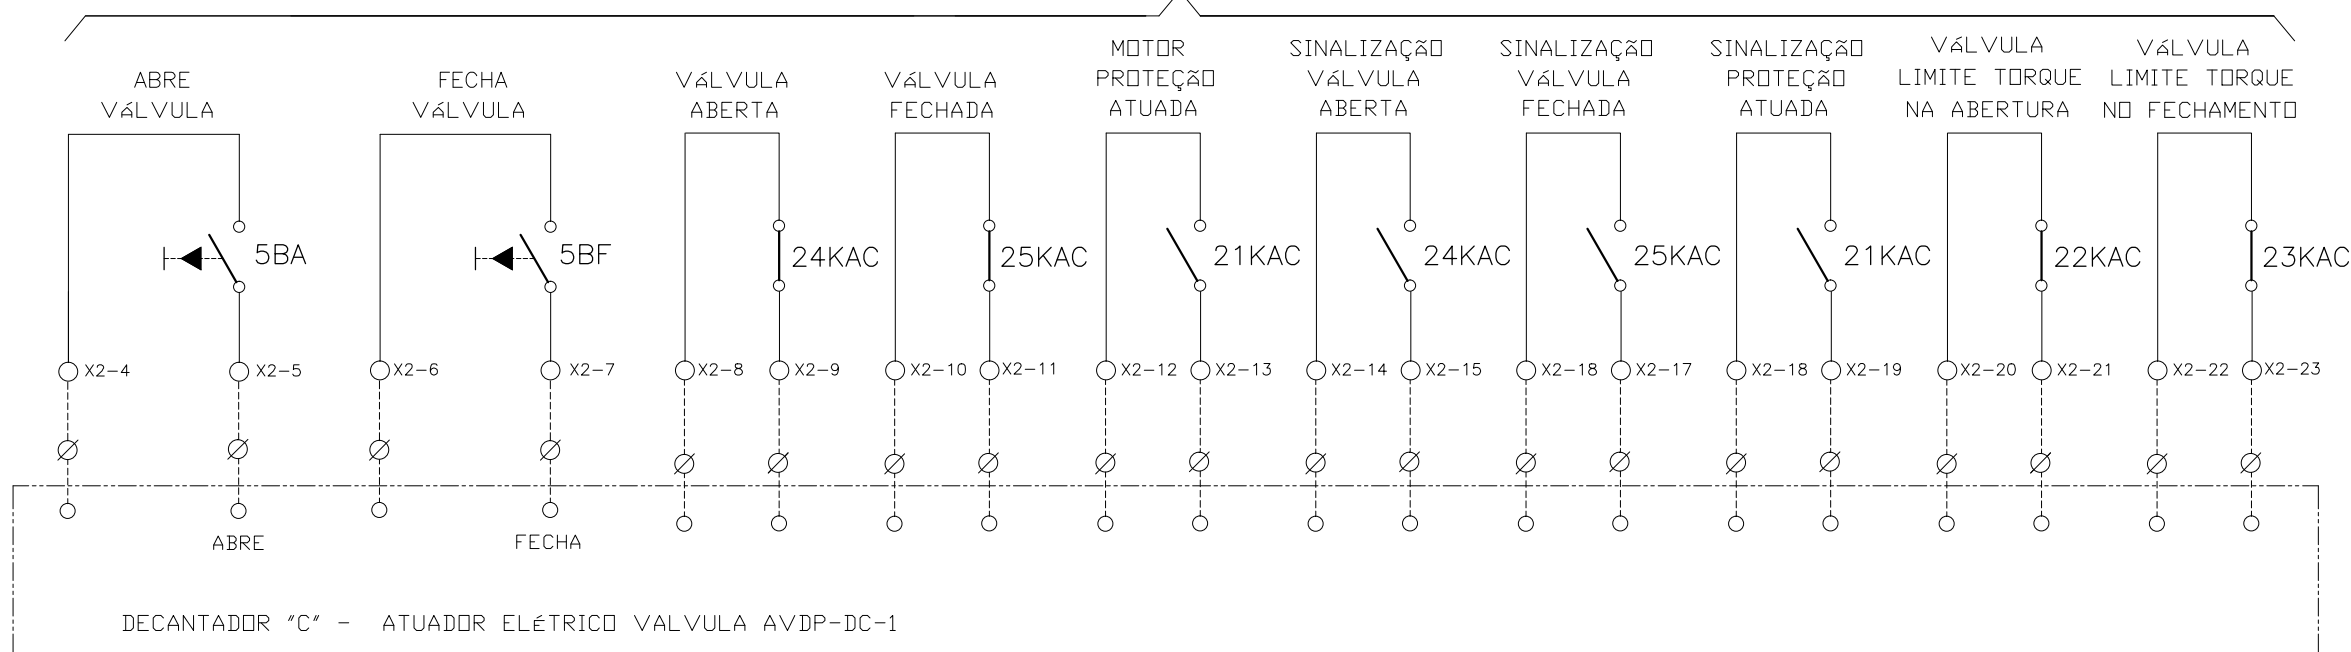 ABRE
VáLVULA
FECHA
VáLVULA
VáLVULA
ABERTA
VáLVULA
FECHADA
MOTOR
PROTEÇãO
ATUADA
SINALIZAÇãO
VáLVULA
ABERTA
SINALIZAÇãO
VáLVULA
FECHADA
SINALIZAÇãO
PROTEÇãO
ATUADA
VáLVULA
LIMITE TORQUE
NA ABERTURA
VáLVULA
LIMITE TORQUE
NO FECHAMENTO
5BA
5BF
24KAC
25KAC
21KAC
24KAC
25KAC
21KAC
22KAC
23KAC
X2-4
X2-5
X2-6
X2-7
X2-8
X2-9
X2-10
X2-11
X2-12
X2-13
X2-14
X2-15
X2-18
X2-17
X2-18
X2-19
X2-20
X2-21
X2-22
X2-23
ABRE
FECHA
DECANTADOR "C" - ATUADOR ELéTRICO VALVULA AVDP-DC-1